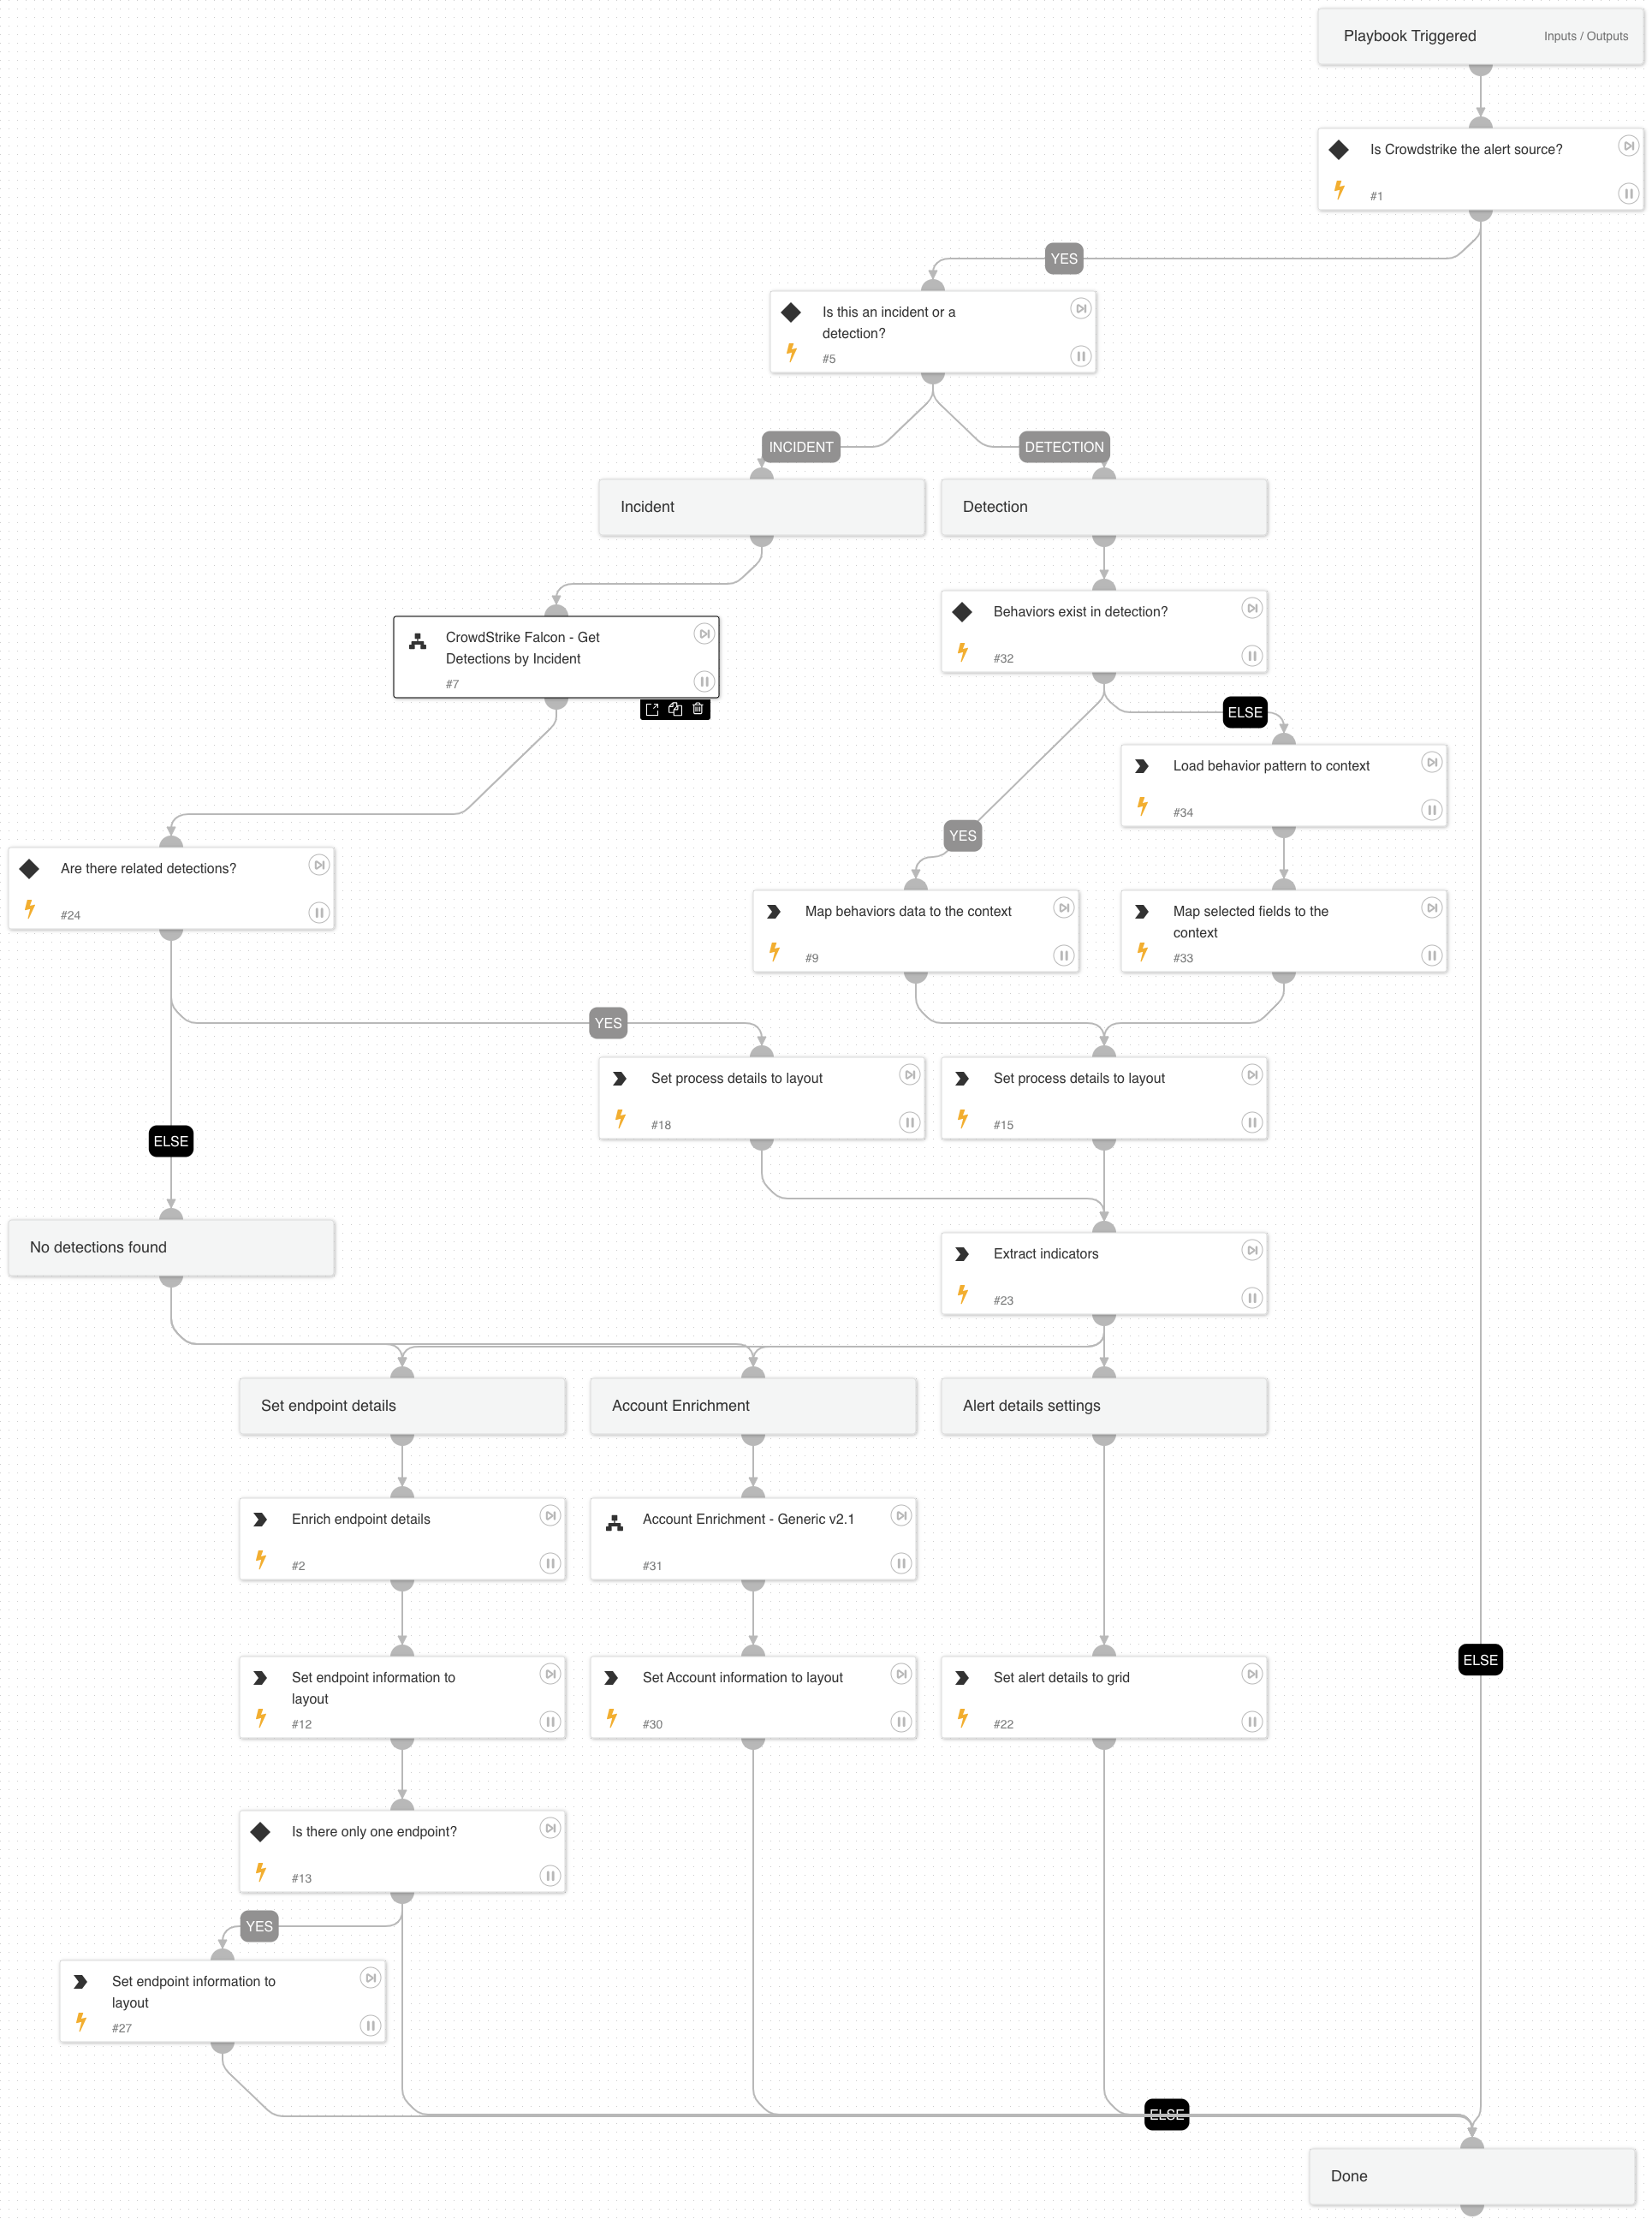 Playbook Triggered
Inputs / Outputs
Is Crowdstrike the alert source?
#1
YES
Is this an incident or a
detection?
#5
INCIDENT
DETECTION
Incident
Detection
CrowdStrike Falcon - Get
Detections by Incident
#7
Behaviors exist in detection?
#32
ELSE
Load behavior pattern to context
#34
YES
Are there related detections?
#24
Map behaviors data to the context
#9
Map selected fields to the
context
#33
YES
Set process details to layout
#18
Set process details to layout
#15
ELSE
No detections found
Extract indicators
#23
Set endpoint details
Account Enrichment
Alert details settings
Enrich endpoint details
#2
Account Enrichment - Generic v2.1
#31
ELSE
Set endpoint information to
layout
#12
Set Account information to layout
#30
Set alert details to grid
#22
Is there only one endpoint?
#13
YES
Set endpoint information to
layout
#27
ELSE
Done